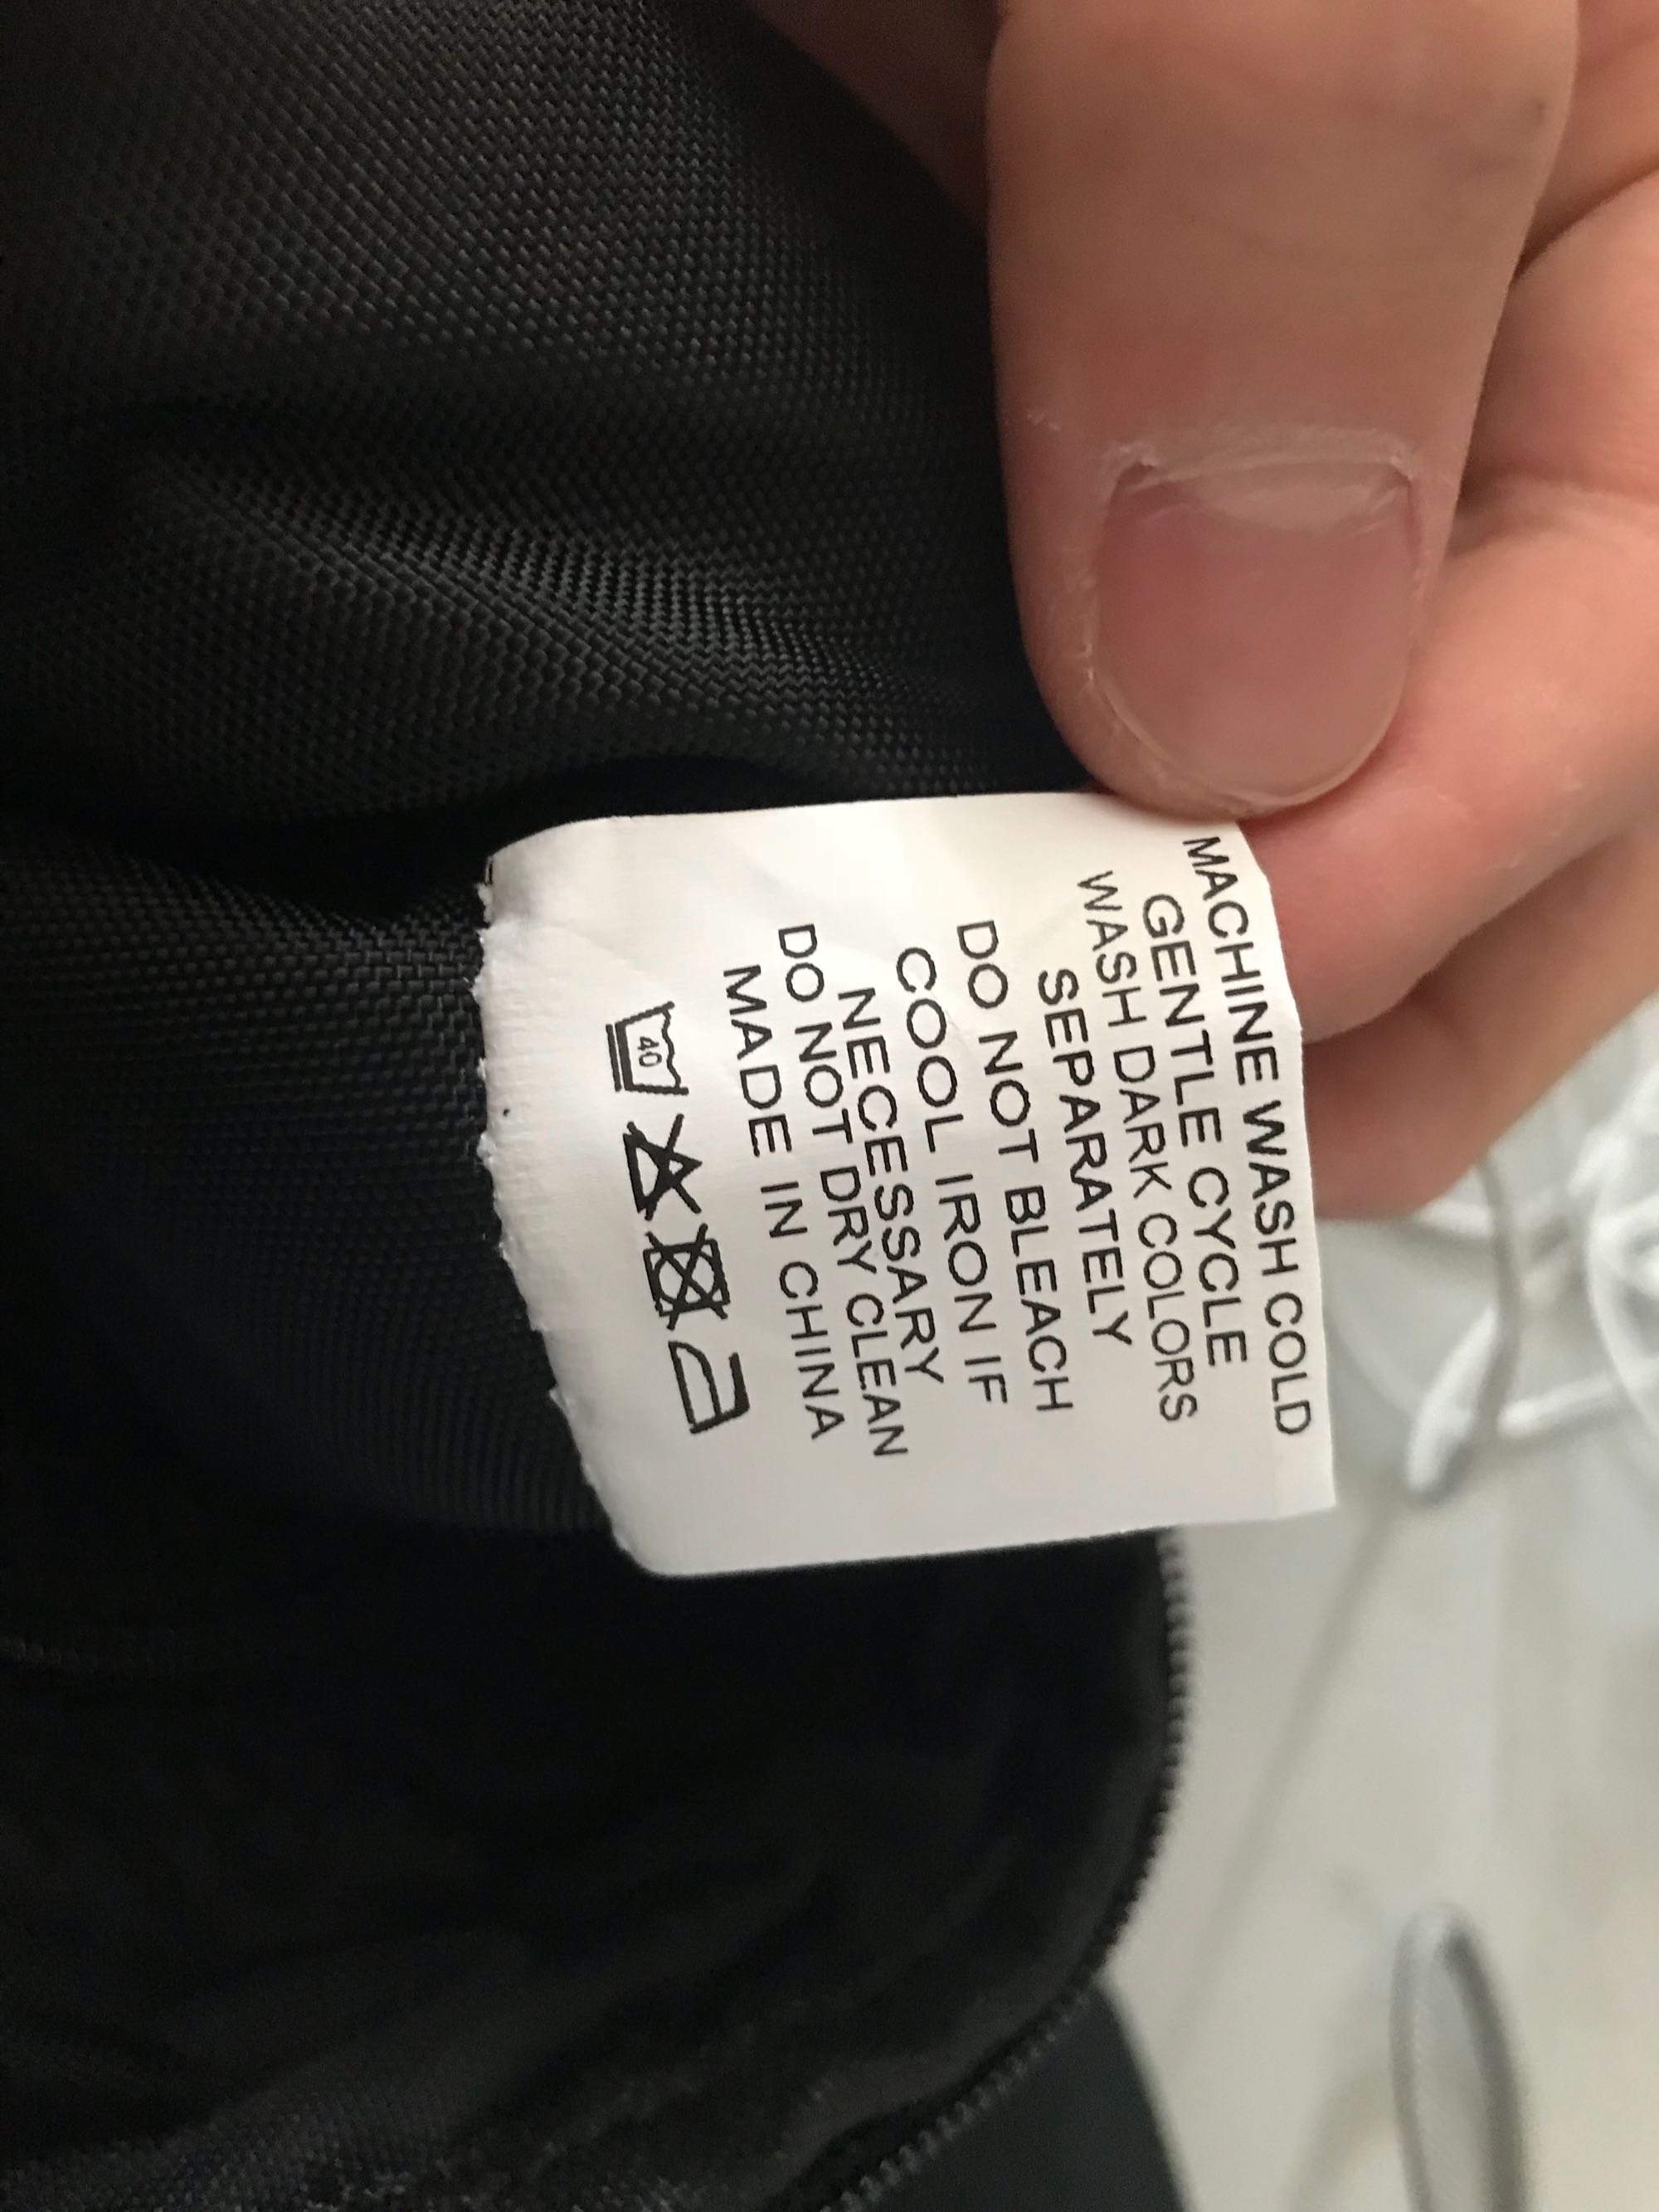 MACHINE WASH COLD
GENTLE CYCLE
WASH DARK COLORS
SEPARATELY
DO NOT BLEACH
COOL IRON IF
NECESSARY
DO NOT DRY CLEAN
MADE IN CHINA
40